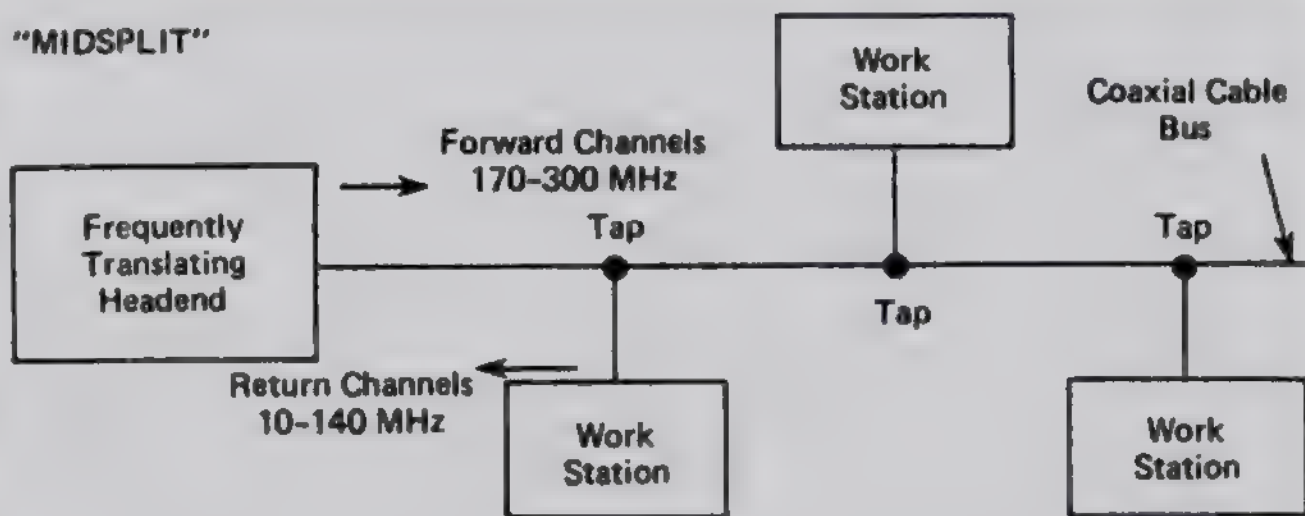 "MIDSPLIT"
Work
Station
Coaxial Cable
Bus
Forward Channels
170-300 MHz
Frequently
Translating
Headend
Tap
Tap
Tap
Return Channels
10-140 MHz
Work
Station
Work
Station